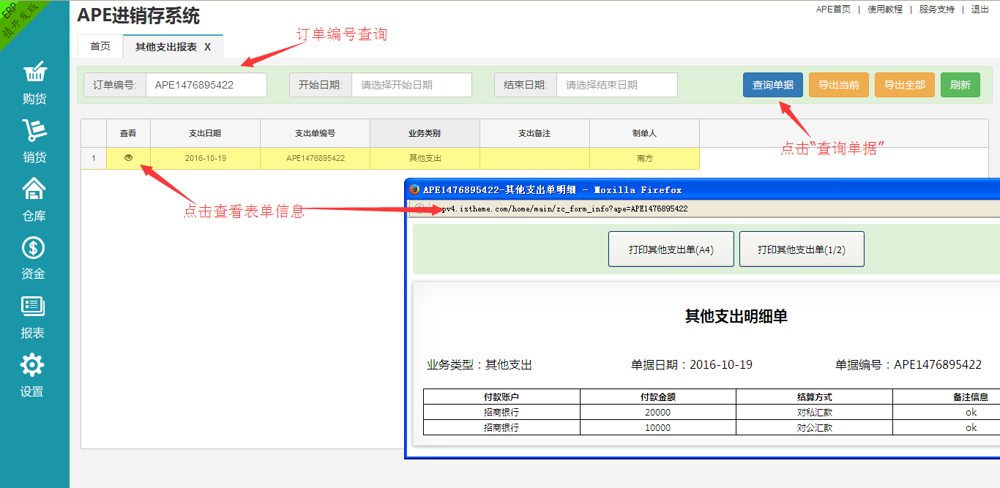 ERP
精开发版
APE进销存系统
APE首页 | 使用教程 | 服务支持 | 退出
首页
其他支出报表 X
订单编号查询
购货
销货
仓库
资金
报表
设置
订单编号: APE1476895422
开始日期: 请选择开始日期
结束日期: 请选择结束日期
查询单据 导出当前 导出全部 刷新
查看 支出日期 支出单编号 业务类别 支出备注 制单人
1 2016-10-19 APE1476895422 其他支出 南方
点击“查询单据”
点击查看表单信息
APE1476895422-其他支出单明细 - Mozilla Firefox
pv4.istheme.com/home/main/zc_form_info?ape=APE1476895422
打印其他支出单(A4) 打印其他支出单(1/2)
其他支出明细单
业务类型：其他支出 单据日期：2016-10-19 单据编号：APE1476895422
付款账户 付款金额 结算方式 备注信息
招商银行 20000 对私汇款 ok
招商银行 10000 对公汇款 ok